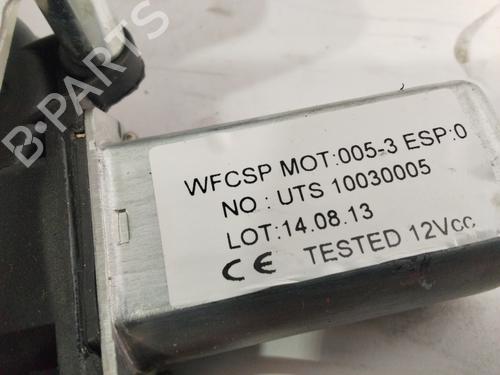 B-PARTS
WFCSP MOT:005-3 ESP:0
NO : UTS 10030005
LOT:14.08.13
CE TESTED 12Vcc